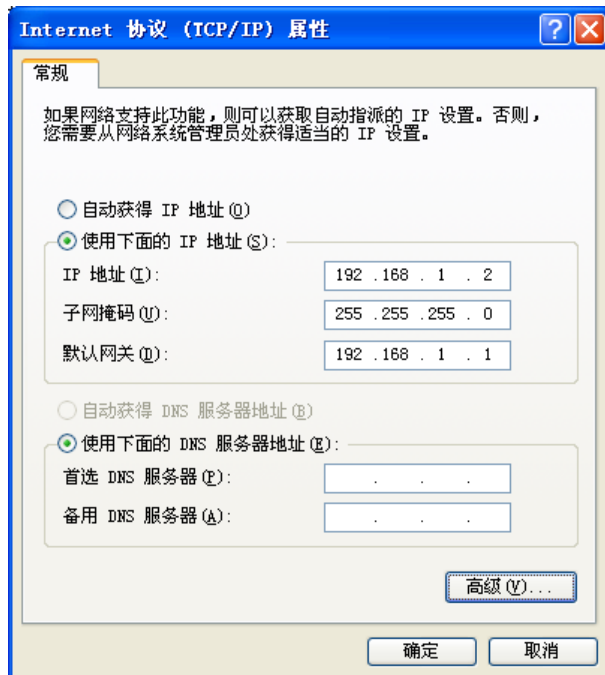 Internet 协议 (TCP/IP) 属性
常规
如果网络支持此功能，则可以获取自动指派的 IP 设置。否则，
您需要从网络系统管理员处获得适当的 IP 设置。
自动获得 IP 地址(O)
使用下面的 IP 地址(S):
IP 地址(I): 192 .168 . 1 . 2
子网掩码(U): 255 .255 .255 . 0
默认网关(D): 192 .168 . 1 . 1
自动获得 DNS 服务器地址(B)
使用下面的 DNS 服务器地址(E):
首选 DNS 服务器(P): . . .
备用 DNS 服务器(A): . . .
高级(V)...
确定 取消